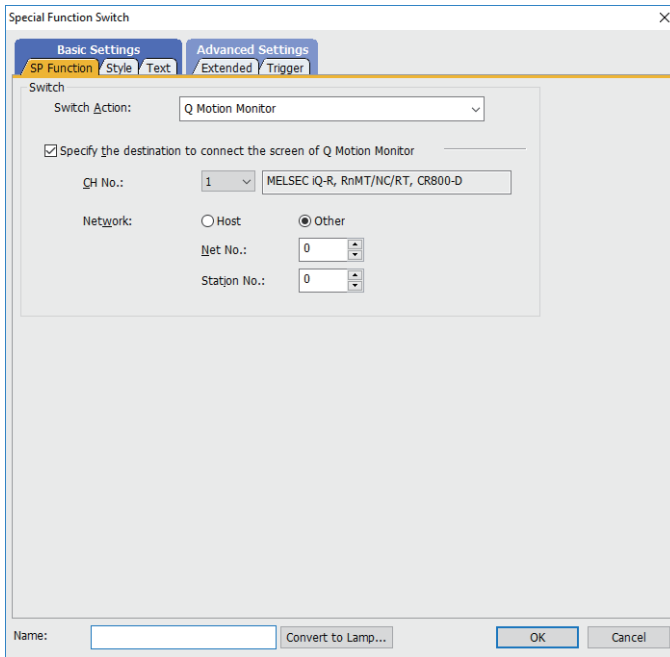 Special Function Switch
Basic Settings Advanced Settings
SP Function Style Text Extended Trigger
Switch
Switch Action: Q Motion Monitor
Specify the destination to connect the screen of Q Motion Monitor
CH No.: 1 MELSEC iQ-R, RnMT/NC/RT, CR800-D
Network: Host Other
Net No.: 0
Station No.: 0
Name: Convert to Lamp... OK Cancel